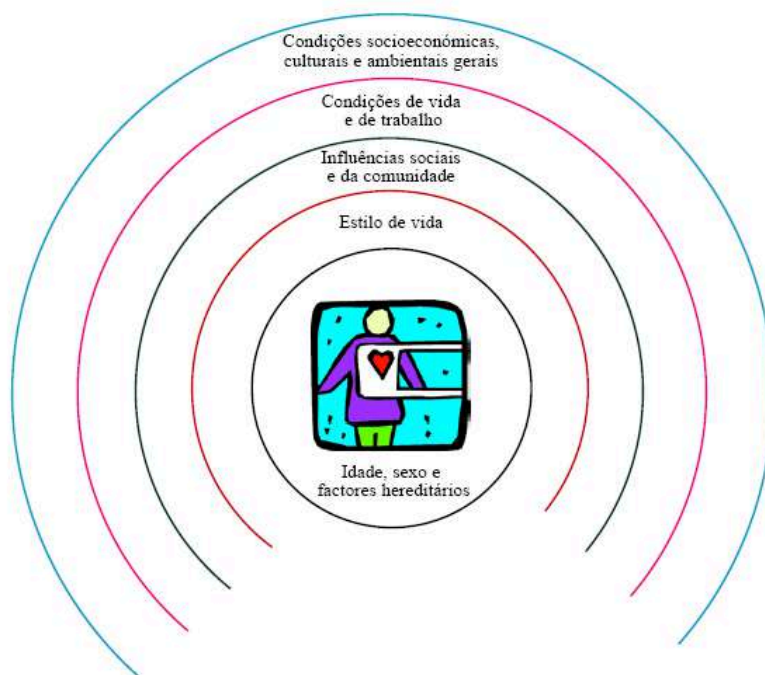 Condições socioeconómicas,
culturais e ambientais gerais
Condições de vida
e de trabalho
Influências sociais
e da comunidade
Estilo de vida
Idade, sexo e
factores hereditários